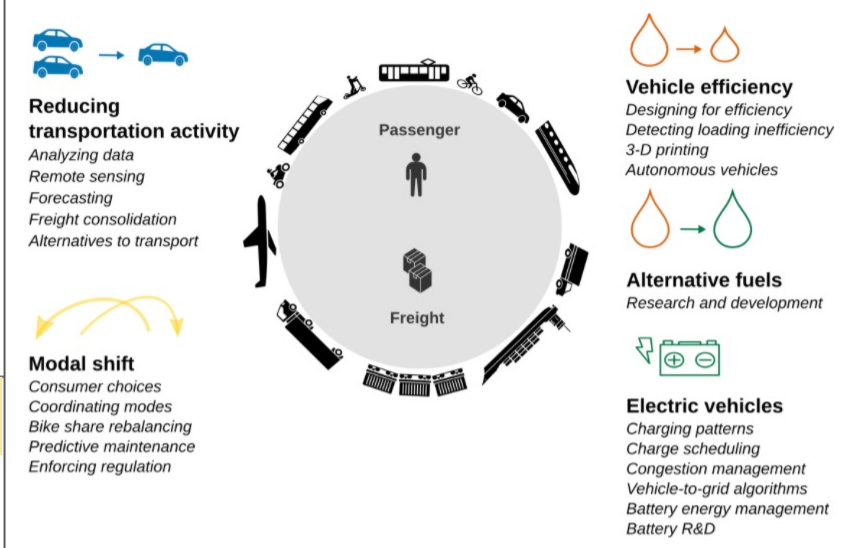 Reducing
transportation activity
Analyzing data
Remote sensing
Forecasting
Freight consolidation
Alternatives to transport
Modal shift
Consumer choices
Coordinating modes
Bike share rebalancing
Predictive maintenance
Enforcing regulation
Passenger
Freight
Vehicle efficiency
Designing for efficiency
Detecting loading inefficiency
3-D printing
Autonomous vehicles
Alternative fuels
Research and development
Electric vehicles
Charging patterns
Charge scheduling
Congestion management
Vehicle-to-grid algorithms
Battery energy management
Battery R&D